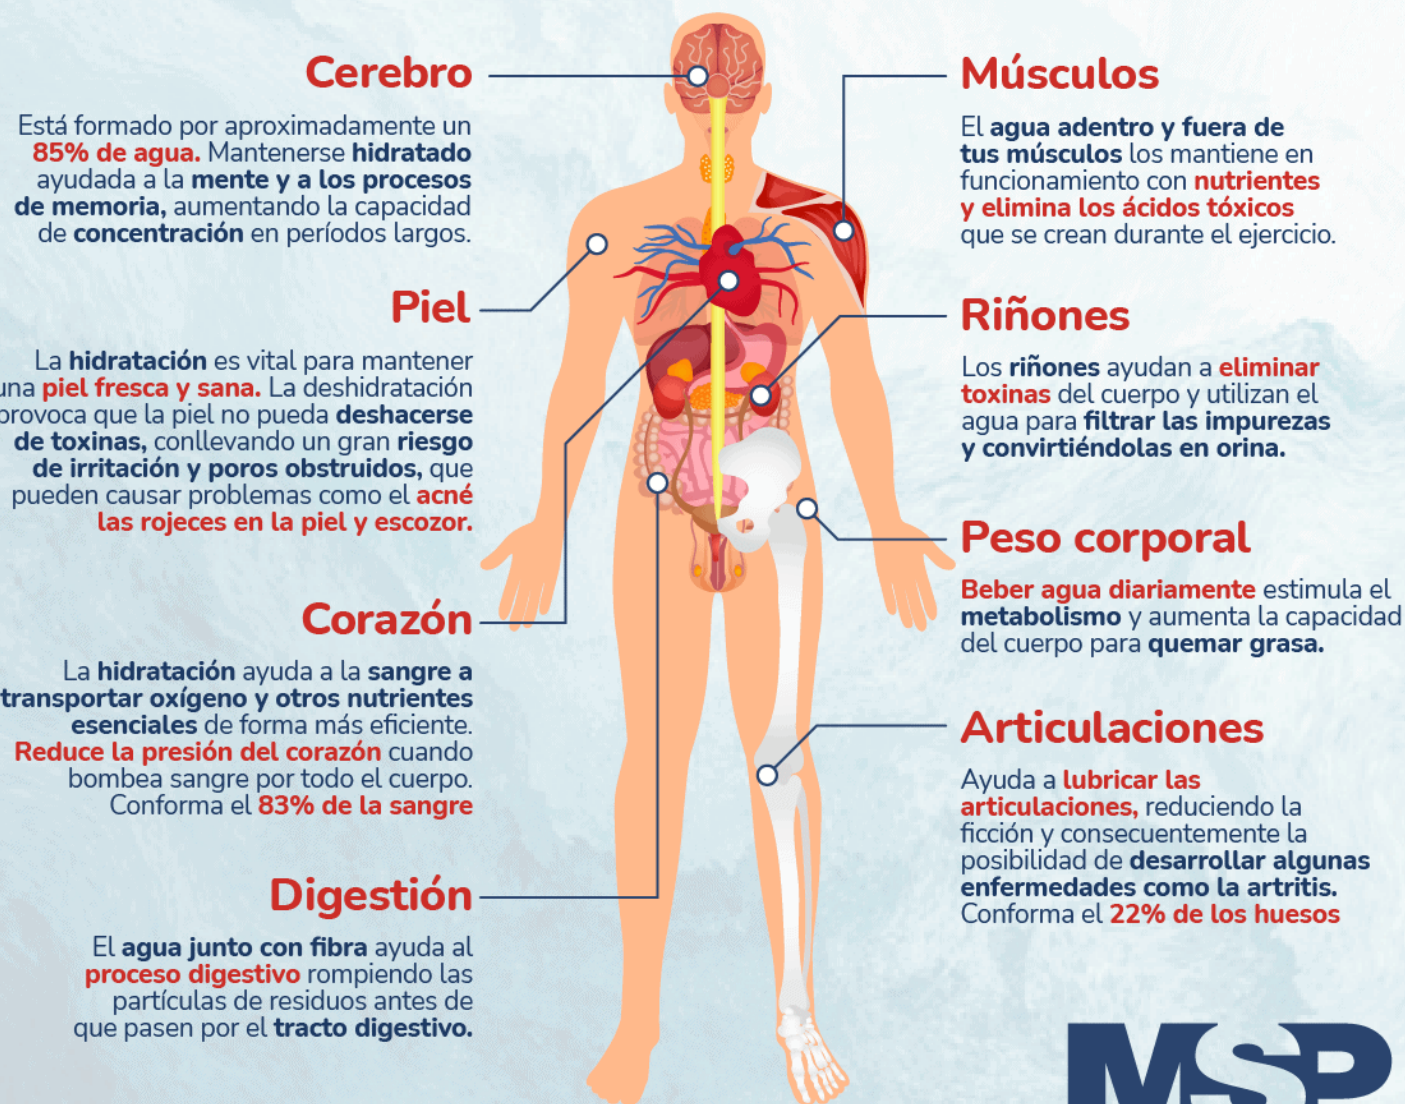 Cerebro
Está formado por aproximadamente un
85% de agua. Mantenerse hidratado
ayudada a la mente y a los procesos
de memoria, aumentando la capacidad
de concentración en períodos largos.
Piel
La hidratación es vital para mantener
una piel fresca y sana. La deshidratación
provoca que la piel no pueda deshacerse
de toxinas, conllevando un gran riesgo
de irritación y poros obstruidos, que
pueden causar problemas como el acné
las rojeces en la piel y escozor.
Corazón
La hidratación ayuda a la sangre a
transportar oxígeno y otros nutrientes
esenciales de forma más eficiente.
Reduce la presión del corazón cuando
bombea sangre por todo el cuerpo.
Conforma el 83% de la sangre
Digestión
El agua junto con fibra ayuda al
proceso digestivo rompiendo las
partículas de residuos antes de
que pasen por el tracto digestivo.
Músculos
El agua adentro y fuera de
tus músculos los mantiene en
funcionamiento con nutrientes
y elimina los ácidos tóxicos
que se crean durante el ejercicio.
Riñones
Los riñones ayudan a eliminar
toxinas del cuerpo y utilizan el
agua para filtrar las impurezas
y convirtiéndolas en orina.
Peso corporal
Beber agua diariamente estimula el
metabolismo y aumenta la capacidad
del cuerpo para quemar grasa.
Articulaciones
Ayuda a lubricar las
articulaciones, reduciendo la
ficción y consecuentemente la
posibilidad de desarrollar algunas
enfermedades como la artritis.
Conforma el 22% de los huesos
MSP